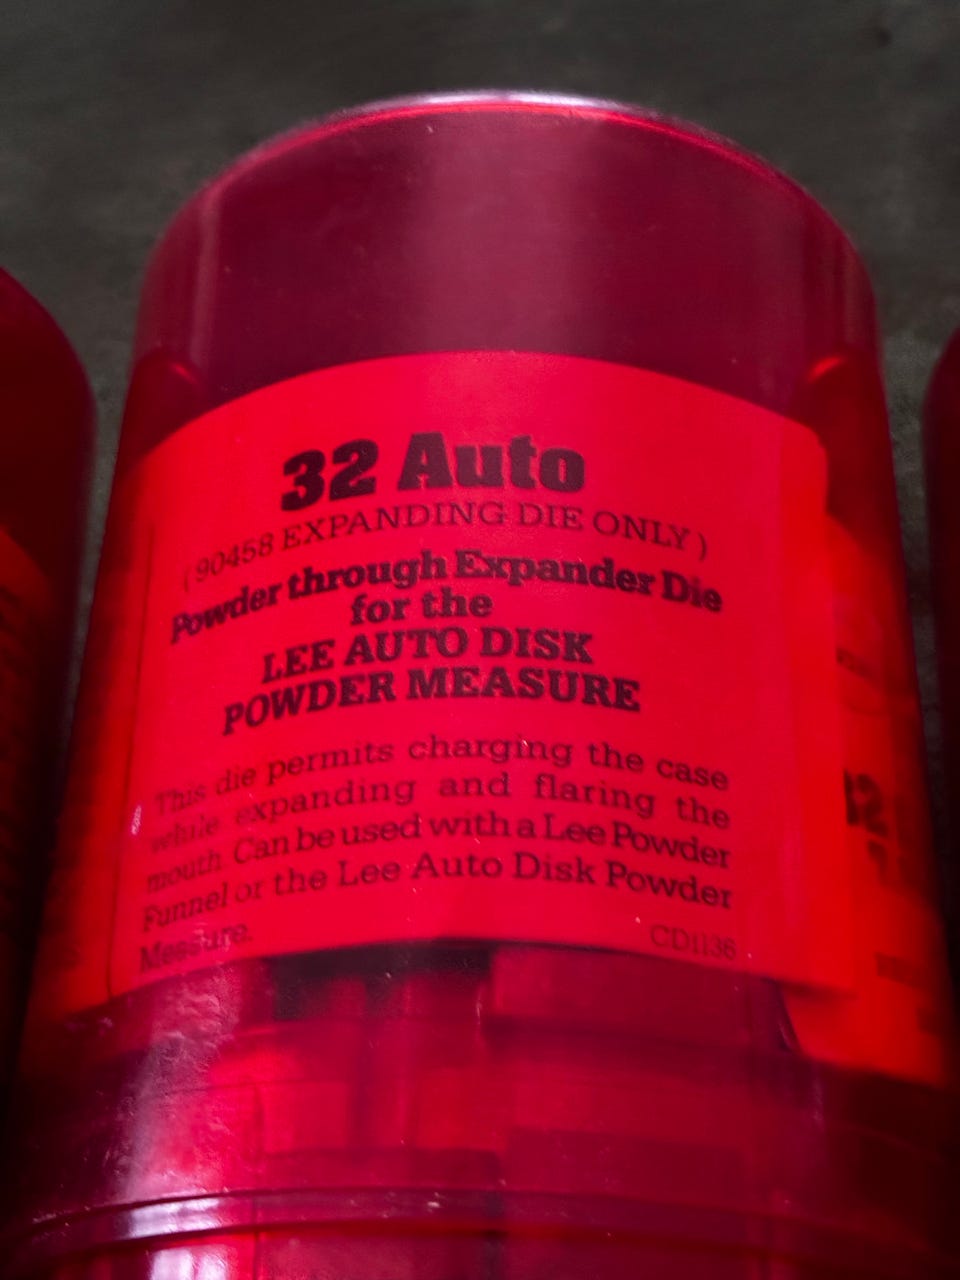 32 Auto
( 90458 EXPANDING DIE ONLY )
Powder through Expander Die
for the
LEE AUTO DISK
POWDER MEASURE
This die permits charging the case
while expanding and flaring the
mouth. Can be used with a Lee Powder
Funnel or the Lee Auto Disk Powder
Measure.
CD1136